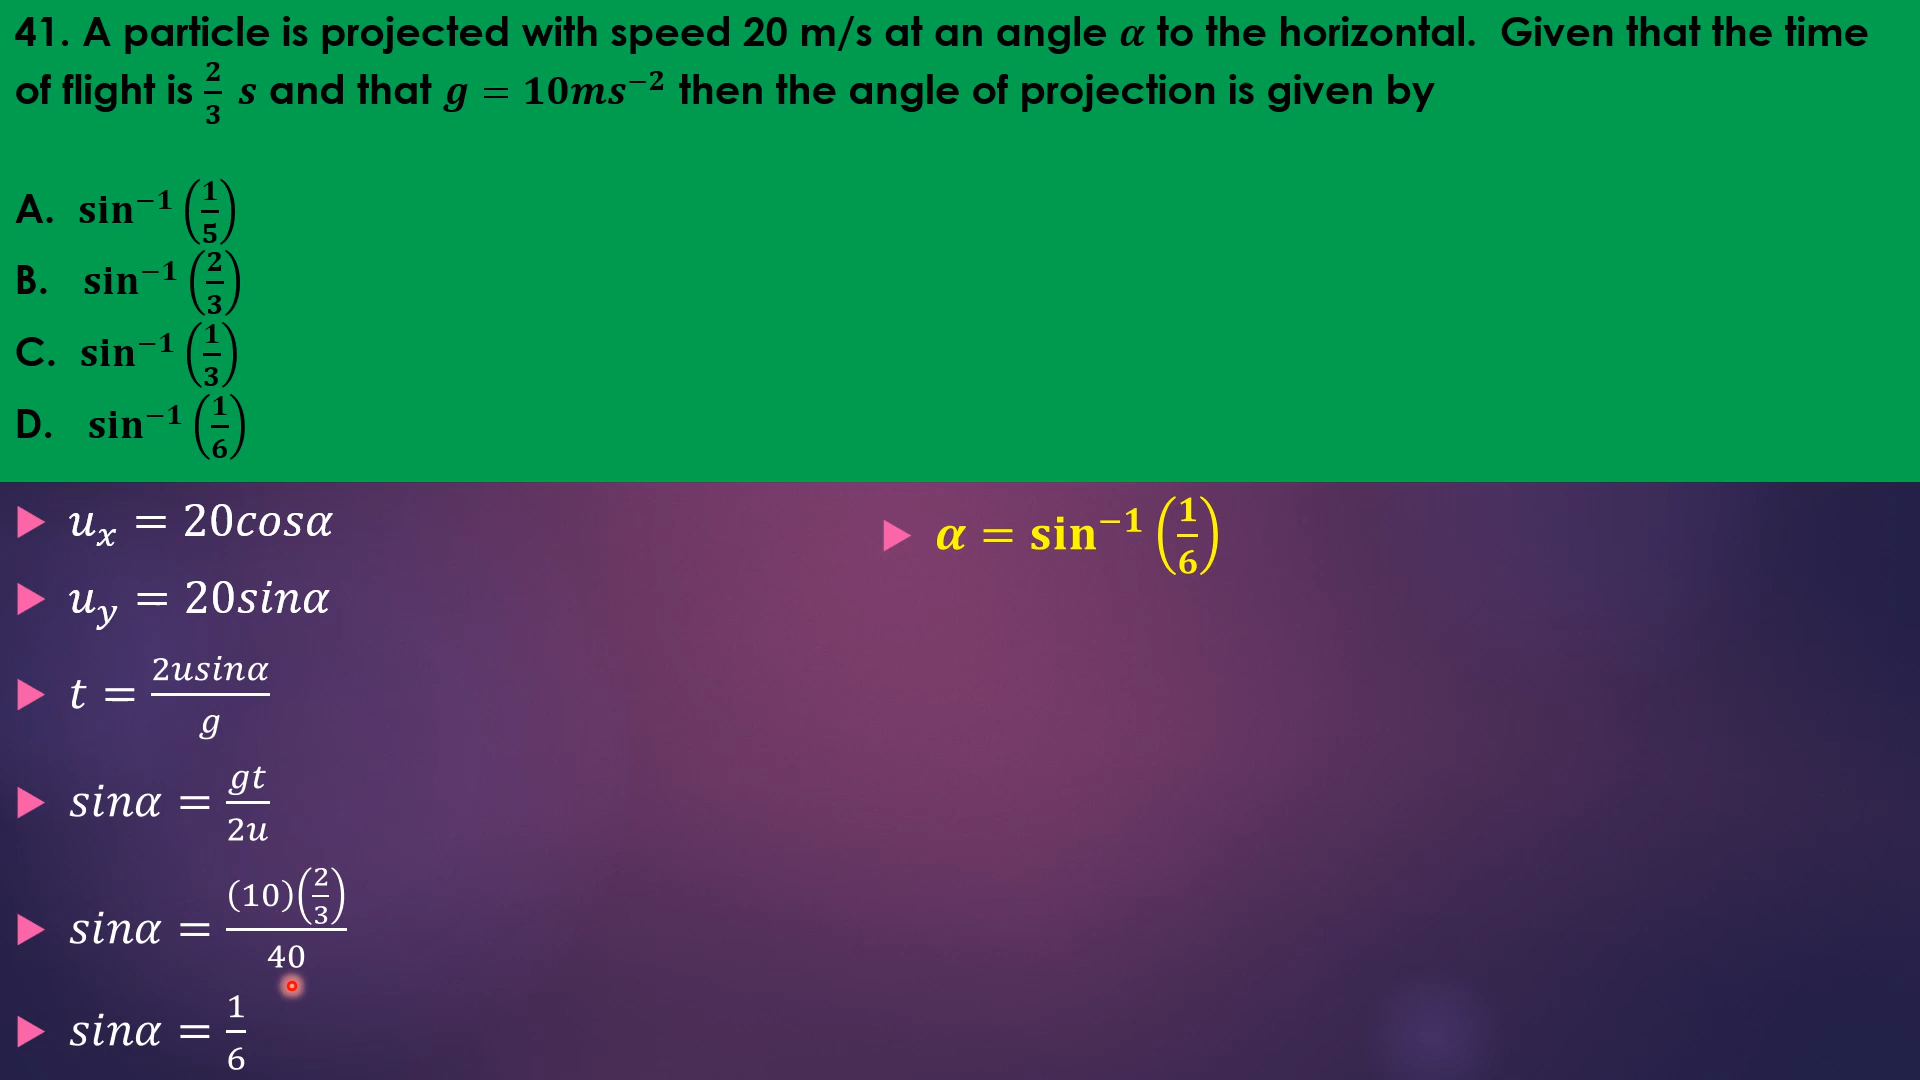 41. A particle is projected with speed 20 m/s at an angle α to the horizontal. Given that the time
of flight is 2/3 s and that g = 10ms⁻² then the angle of projection is given by
A. sin⁻¹(1/5)
B. sin⁻¹(2/3)
C. sin⁻¹(1/3)
D. sin⁻¹(1/6)
uₓ = 20cosα
u_y = 20sinα
t = 2usinα/g
sinα = gt/2u
sinα = (10)(2/3)/40
sinα = 1/6
α = sin⁻¹(1/6)